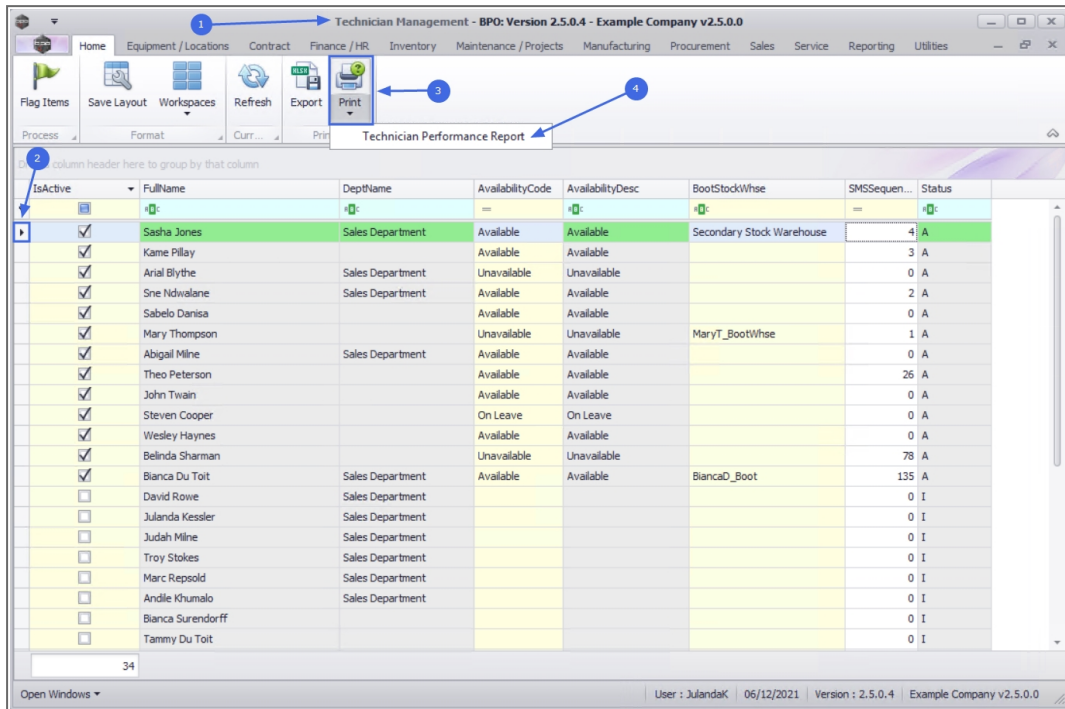 1
Technician Management - BPO: Version 2.5.0.4 - Example Company v2.5.0.0
Home Equipment / Locations Contract Finance / HR Inventory Maintenance / Projects Manufacturing Procurement Sales Service Reporting Utilities
Flag Items Save Layout Workspaces Refresh Export Print
3
4
Process Format Curr... Prin
Technician Performance Report
2
column header here to group by that column
IsActive FullName DeptName AvailabilityCode AvailabilityDesc BootStockWhse SMSSequen... Status
Sasha Jones Sales Department Available Available Secondary Stock Warehouse 4 A
Kame Pillay Available Available 3 A
Arial Blythe Sales Department Unavailable Unavailable 0 A
Sne Ndwalane Sales Department Available Available 2 A
Sabelo Danisa Available Available 0 A
Mary Thompson Unavailable Unavailable MaryT_BootWhse 1 A
Abigail Milne Sales Department Available Available 0 A
Theo Peterson Available Available 26 A
John Twain Available Available 0 A
Steven Cooper On Leave On Leave 0 A
Wesley Haynes Available Available 0 A
Belinda Sharman Unavailable Unavailable 78 A
Bianca Du Toit Sales Department Available Available BiancaD_Boot 135 A
David Rowe Sales Department 0 I
Julanda Kessler Sales Department 0 I
Judah Milne Sales Department 0 I
Troy Stokes Sales Department 0 I
Marc Repsold Sales Department 0 I
Andile Khumalo Sales Department 0 I
Bianca Surendorff 0 I
Tammy Du Toit 0 I
34
Open Windows User : JulandaK 06/12/2021 Version : 2.5.0.4 Example Company v2.5.0.0